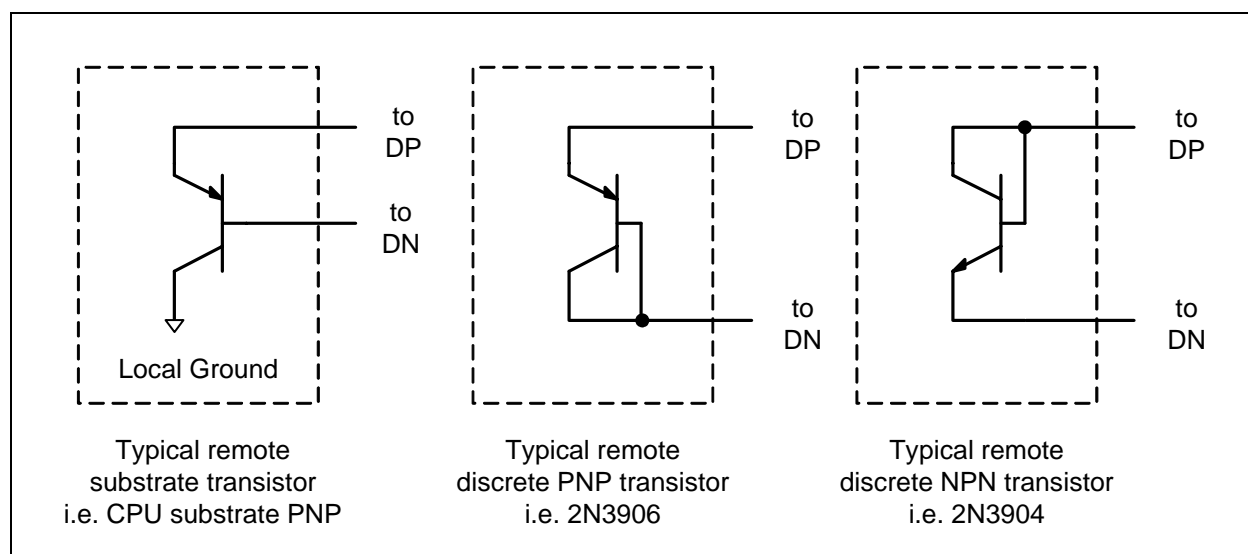 to
DP
to
DN
Local Ground
Typical remote
substrate transistor
i.e. CPU substrate PNP
to
DP
to
DN
Typical remote
discrete PNP transistor
i.e. 2N3906
to
DP
to
DN
Typical remote
discrete NPN transistor
i.e. 2N3904